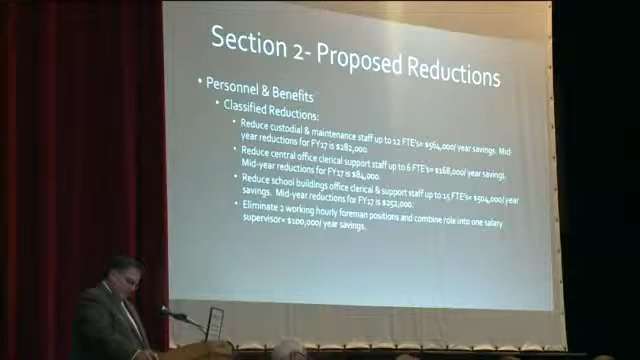 Section 2- Proposed Reductions
• Personnel & Benefits
• Classified Reductions:
• Reduce custodial & maintenance staff up to 12 FTE's= $564,000/ year savings. Mid-
year reductions for FY17 is $282,000.
• Reduce central office clerical support staff up to 6 FTE's= $168,000/ year savings.
Mid-year reductions for FY17 is $84,000.
• Reduce school buildings office clerical & support staff up to 15 FTE's= $504,000/year
savings. Mid-year reductions for FY17 is $252,000.
• Eliminate 2 working hourly foreman positions and combine role into one salary
supervisor= $100,000/ year savings.